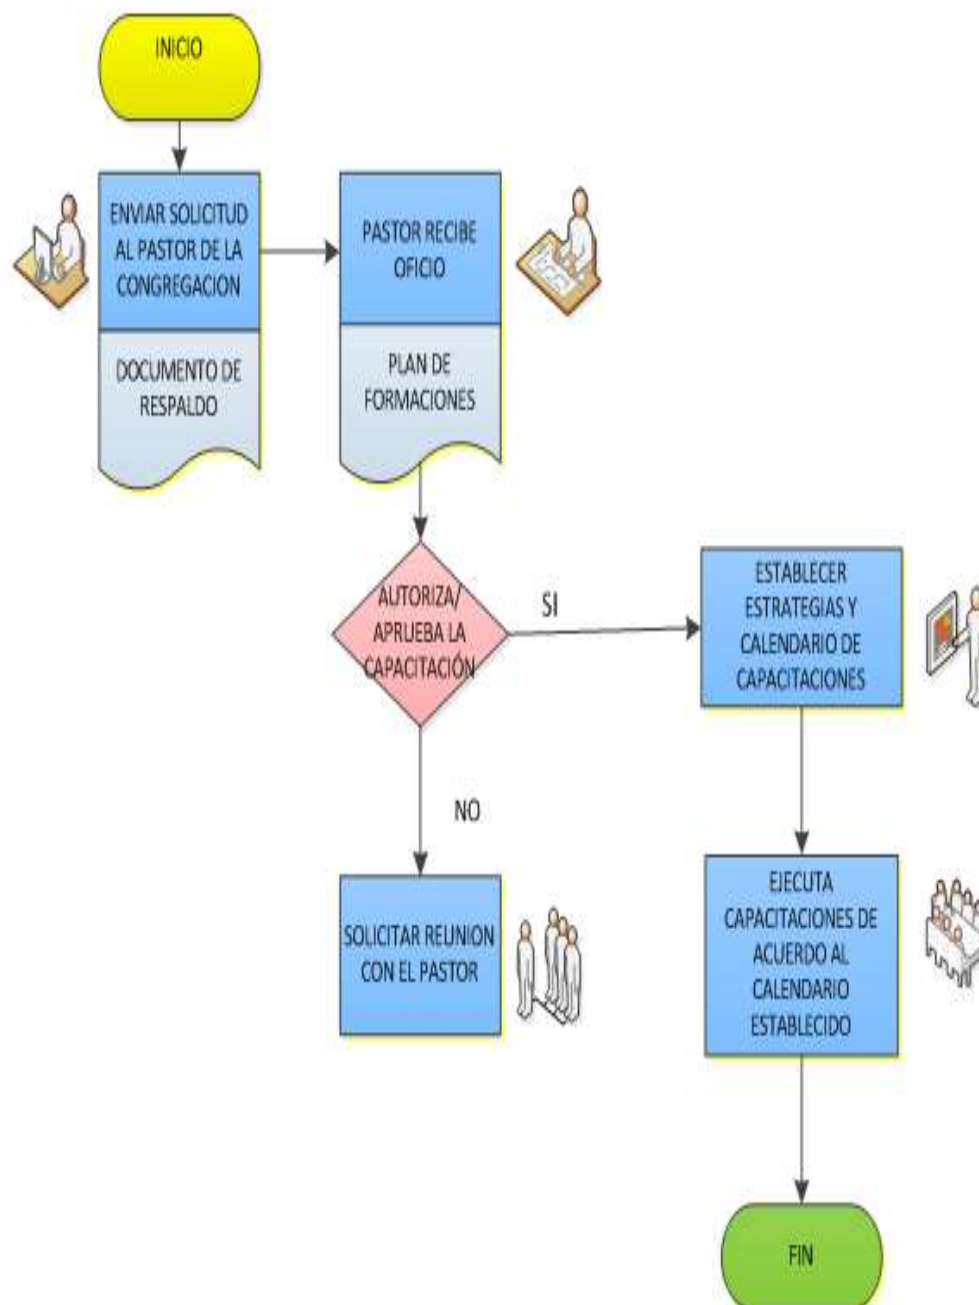 INICIO
ENVIAR SOLICITUD
AL PASTOR DE LA
CONGREGACION
DOCUMENTO DE
RESPALDO
PASTOR RECIBE
OFICIO
PLAN DE
FORMACIONES
AUTORIZA/
APRUEBA LA
CAPACITACIÓN
SI
ESTABLECER
ESTRATEGIAS Y
CALENDARIO DE
CAPACITACIONES
NO
SOLICITAR REUNION
CON EL PASTOR
EJECUTA
CAPACITACIONES DE
ACUERDO AL
CALENDARIO
ESTABLECIDO
FIN